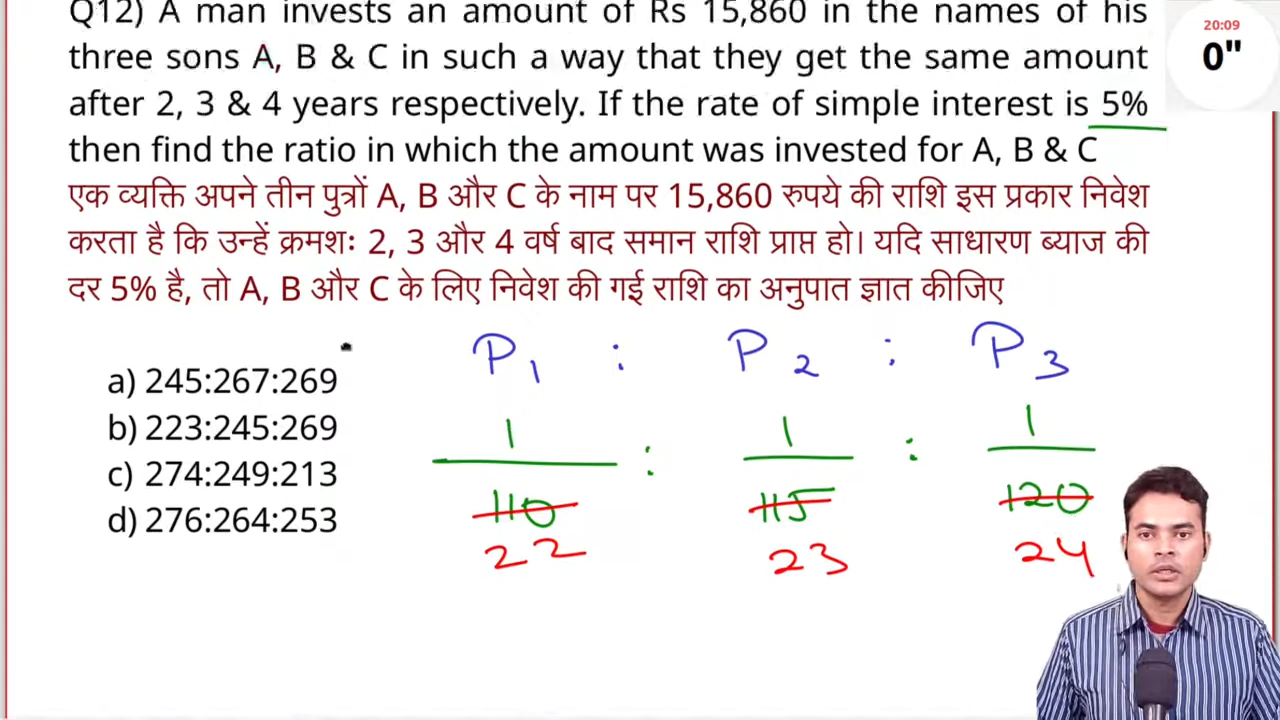 Q12) A man invests an amount of Rs 15,860 in the names of his
20:09
three sons A, B & C in such a way that they get the same amount
0"
after 2, 3 & 4 years respectively. If the rate of simple interest is 5%
then find the ratio in which the amount was invested for A, B & C
एक व्यक्ति अपने तीन पुत्रों A, B और C के नाम पर 15,860 रुपये की राशि इस प्रकार निवेश
करता है कि उन्हें क्रमशः 2, 3 और 4 वर्ष बाद समान राशि प्राप्त हो। यदि साधारण ब्याज की
दर 5% है, तो A, B और C के लिए निवेश की गई राशि का अनुपात ज्ञात कीजिए
P1 : P2 : P3
a) 245:267:269
b) 223:245:269
c) 274:249:213
d) 276:264:253
1 : 1 : 1
110 115 120
22 23 24